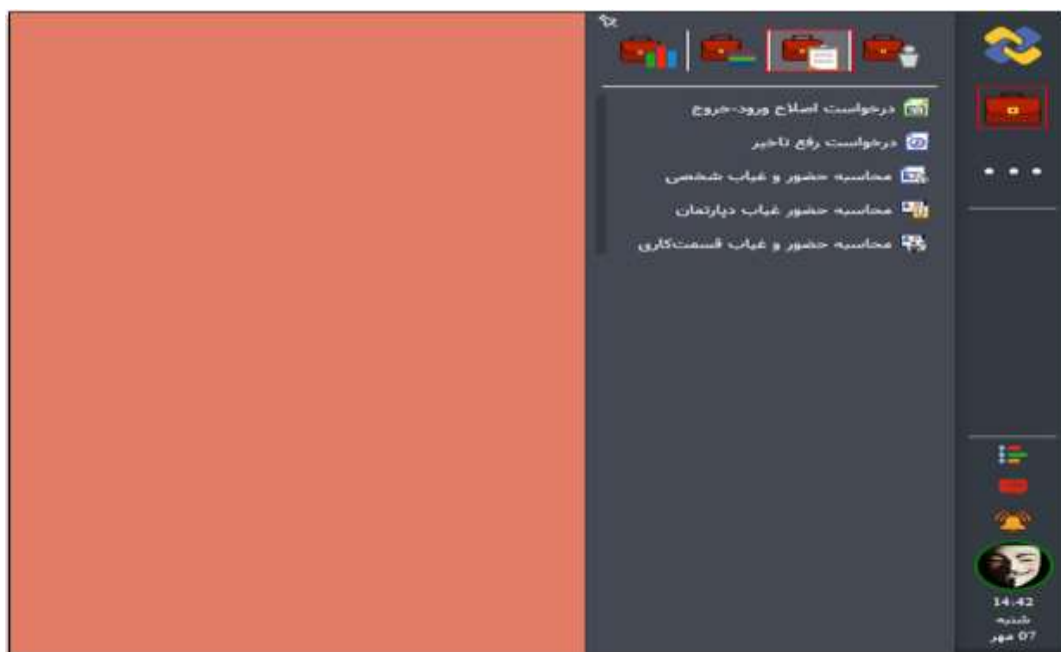 درخواست اصلاح ورود-خروج
درخواست رفع تاخیر
محاسبه حضور و غیاب شخصی
محاسبه حضور غیاب دپارتمان
محاسبه حضور و غیاب قسمت‌کاری
14:42
شنبه
07 مهر